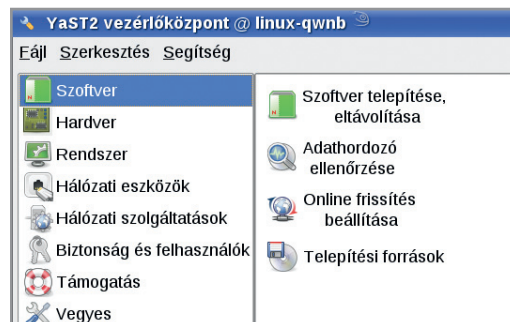 YaST2 vezérlőközpont @ linux-qwnb
Fájl Szerkesztés Segítség
Szoftver
Hardver
Rendszer
Hálózati eszközök
Hálózati szolgáltatások
Biztonság és felhasználók
Támogatás
Vegyes
Szoftver telepítése,
eltávolítása
Adathordozó
ellenőrzése
Online frissítés
beállítása
Telepítési források